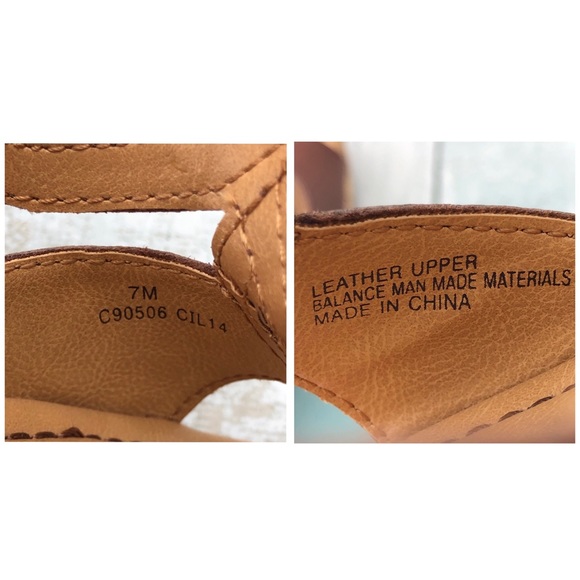 7M
C90506 CIL14
LEATHER UPPER
BALANCE MAN MADE MATERIALS
MADE IN CHINA